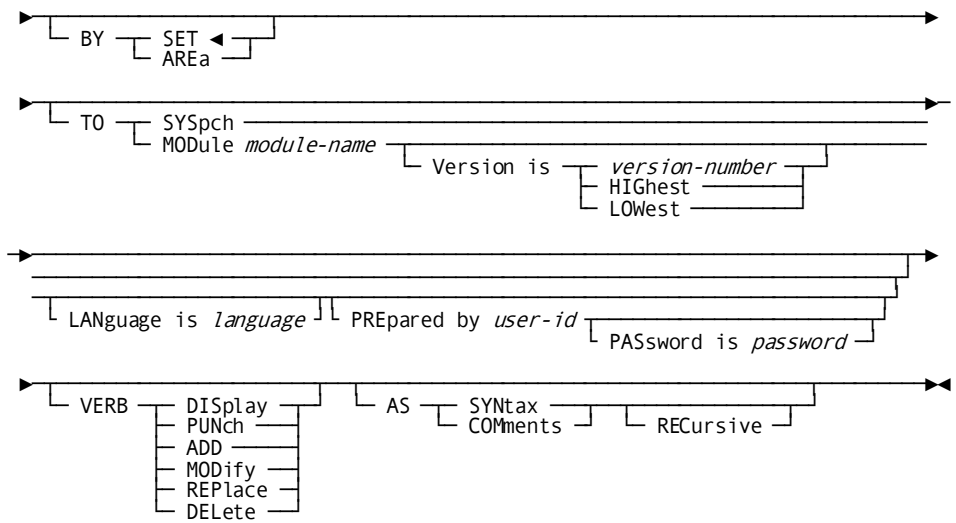 BY SET
AREa
TO SYSpch
MODule module-name
Version is version-number
HIGhest
LOWest
LANguage is language PREpared by user-id
PASsword is password
VERB DISplay AS SYNtax
PUNch COMments RECursive
ADD
MODify
REPlace
DELete